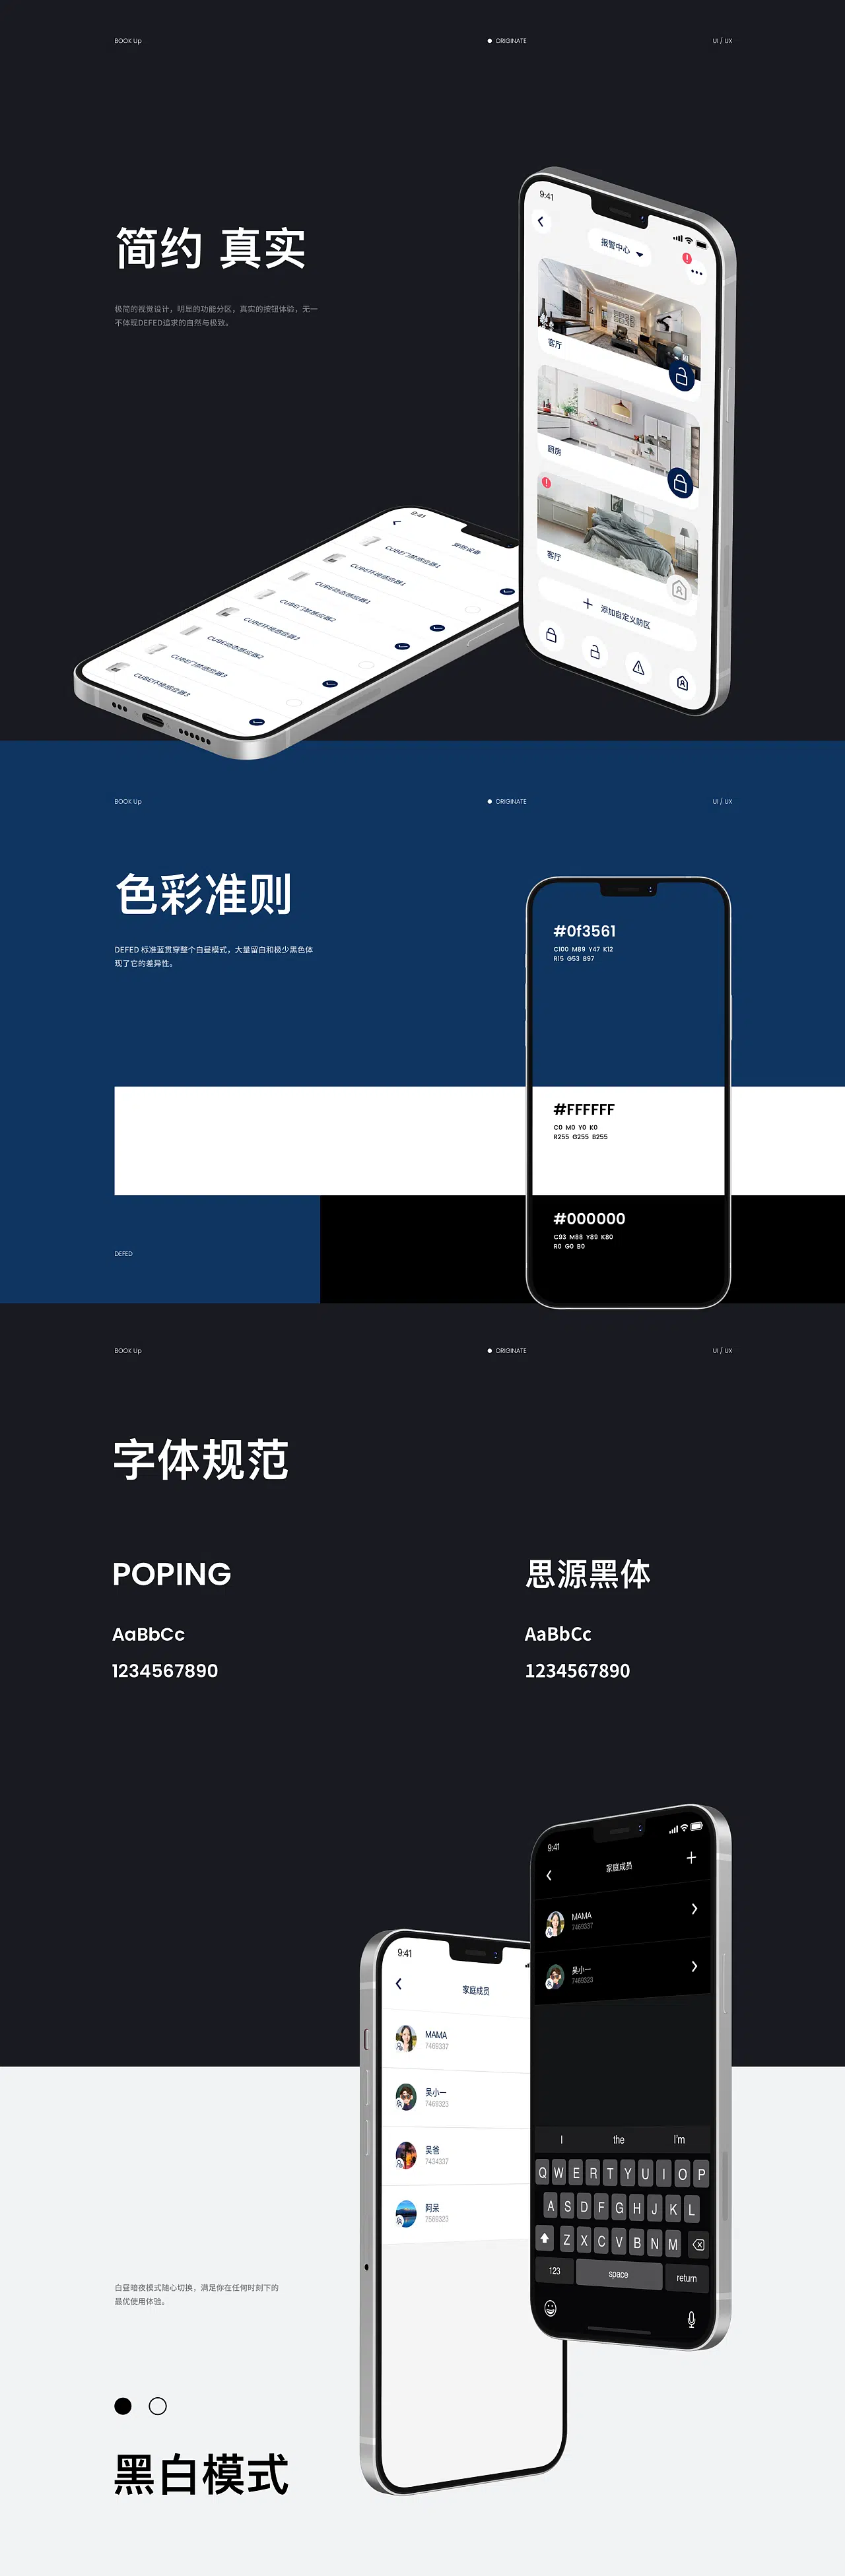 BOOK Up
ORIGINATE
UI / UX
简约 真实
极简的视觉设计，明显的功能分区，真实的按钮体验，无一
不体现DEFED追求的自然与极致。
9:41
报警中心
客厅
厨房
客厅
添加自定义防区
9:41
安防设备
CUBE门禁感应器1
CUBE环境感应器1
CUBE动态感应器1
CUBE门禁感应器2
CUBE环境感应器2
CUBE动态感应器2
CUBE门禁感应器3
CUBE环境感应器3
BOOK Up
ORIGINATE
UI / UX
色彩准则
DEFED 标准蓝贯穿整个白昼模式，大量留白和极少黑色体
现了它的差异性。
#0f3561
C100 M89 Y47 K12
R15 G53 B97
#FFFFFF
C0 M0 Y0 K0
R255 G255 B255
#000000
C93 M88 Y89 K80
R0 G0 B0
DEFED
BOOK Up
ORIGINATE
UI / UX
字体规范
POPING
AaBbCc
1234567890
思源黑体
AaBbCc
1234567890
9:41
家庭成员
MAMA
7469337
吴小一
7469323
I the I'm
Q W E R T Y U I O P
A S D F G H J K L
Z X C V B N M
123 space return
9:41
家庭成员
MAMA
7469337
吴小一
7469323
吴爸
7434337
阿呆
7569323
白昼暗夜模式随心切换，满足你在任何时刻下的
最优使用体验。
黑白模式